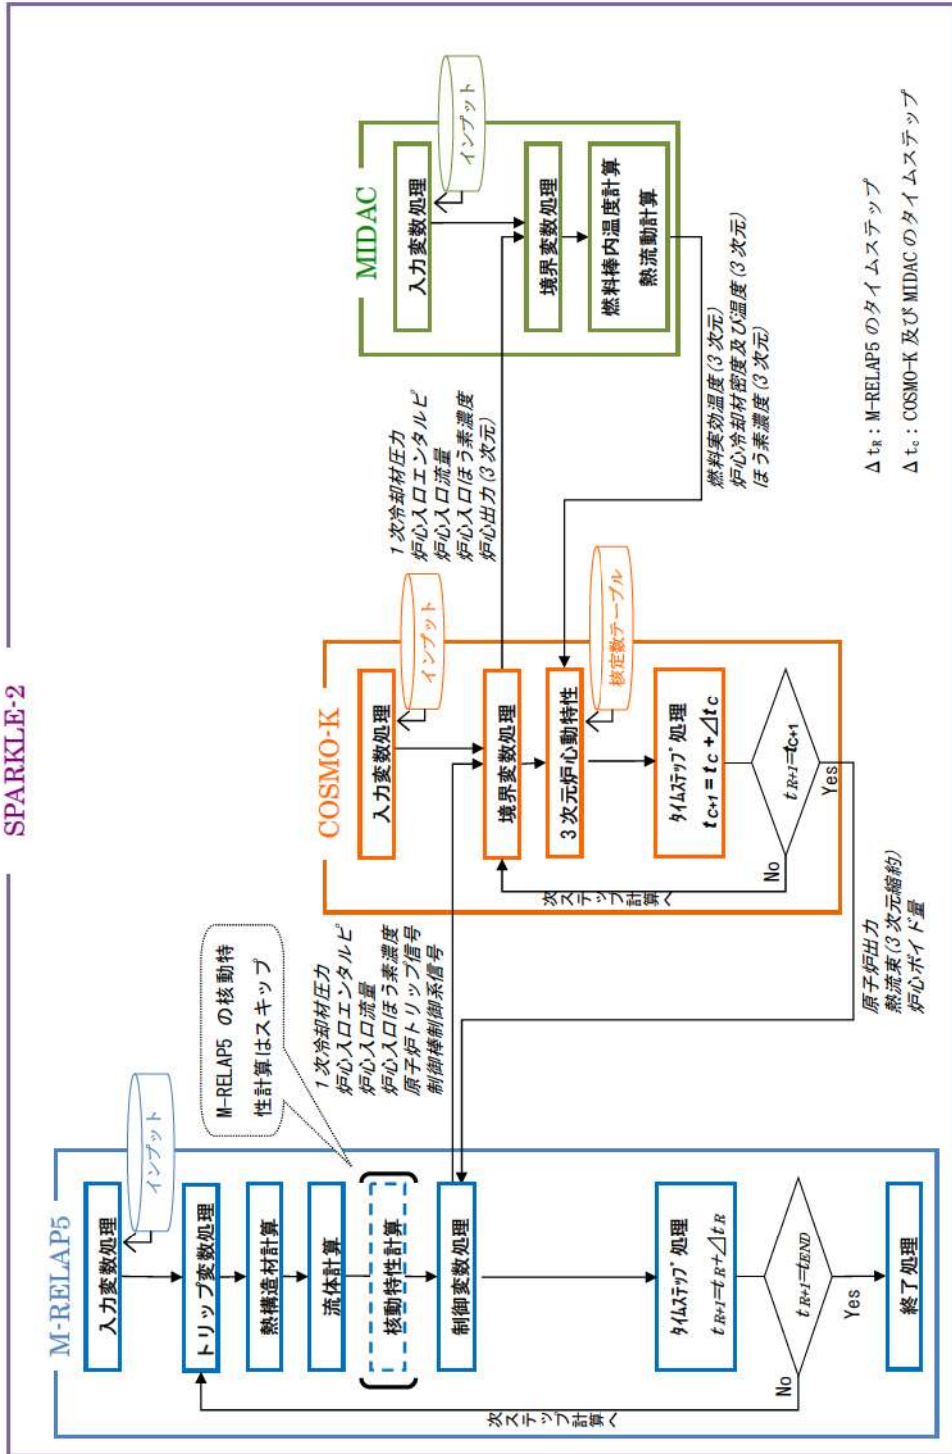 SPARKLE-2
M-RELAP5
入力変数処理
インプット
トリップ変数処理
熱構造材計算
流体計算
核動特性計算
制御変数処理
タイムステップ処理
t R+1=t R+⊿t R
t R+1=t END
No
Yes
次ステップ計算へ
終了処理
M-RELAP5 の核動特
性計算はスキップ
1次冷却材圧力
炉心入口エンタルピ
炉心入口流量
炉心入口ほう素濃度
原子炉トリップ信号
制御棒制御系信号
COSMO-K
入力変数処理
インプット
境界変数処理
3次元炉心動特性
核定数テーブル
タイムステップ処理
t C+1 = t C +⊿t C
t R+1=t C+1
No
Yes
次ステップ計算へ
原子炉出力
熱流束(3次元縮約)
炉心ボイド量
1次冷却材圧力
炉心入口エンタルピ
炉心入口流量
炉心入口ほう素濃度
炉心出力(3次元)
MIDAC
入力変数処理
インプット
境界変数処理
燃料棒内温度計算
熱流動計算
燃料実効温度(3次元)
炉心冷却材密度及び温度(3次元)
ほう素濃度(3次元)
Δt R：M-RELAP5 のタイムステップ
Δt c：COSMO-K 及び MIDAC のタイムステップ